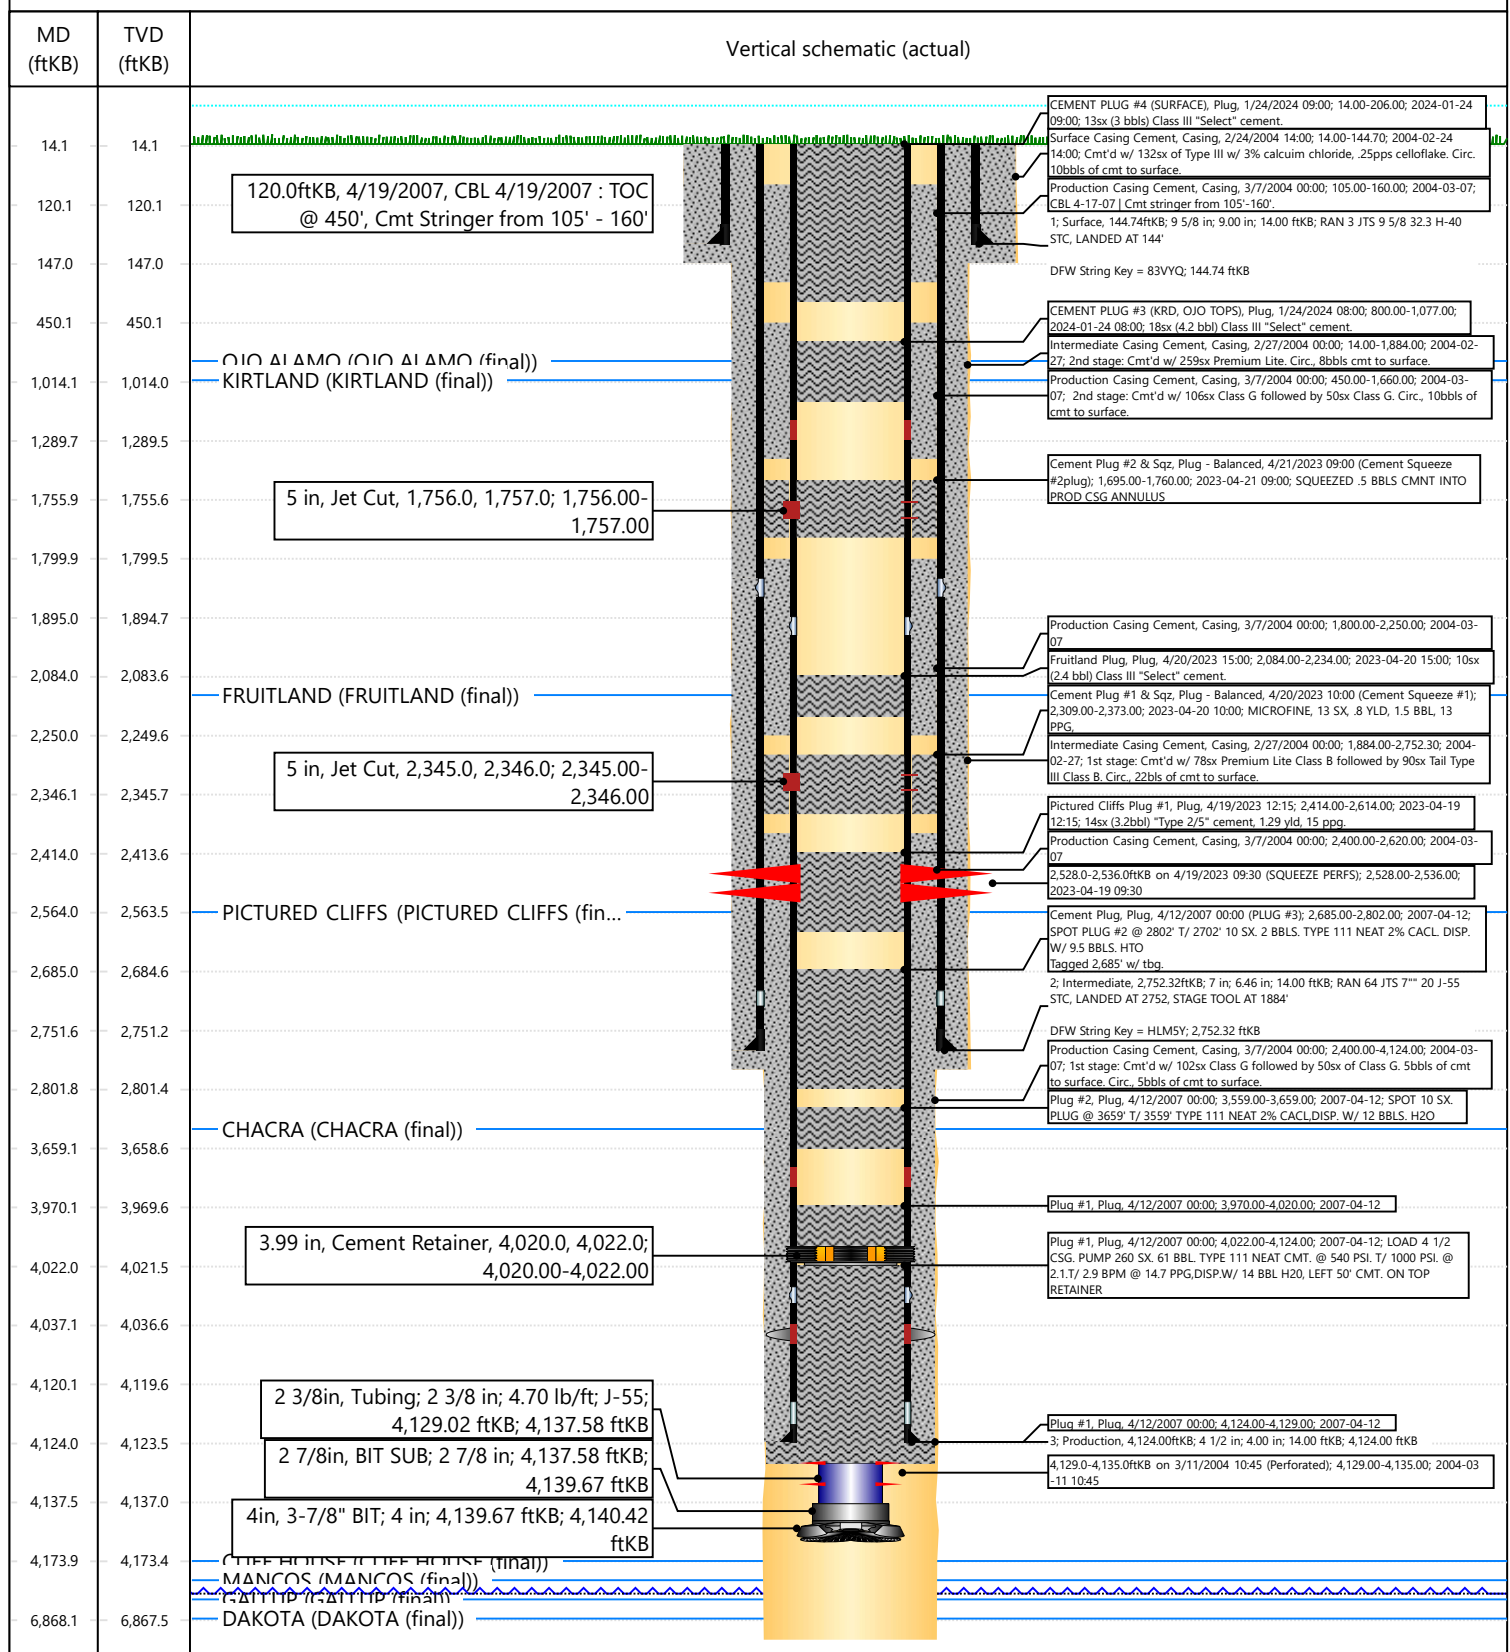 MD
(ftKB)
TVD
(ftKB)
Vertical schematic (actual)
14.1 14.1
120.1 120.1
147.0 147.0
450.1 450.1
1,014.1 1,014.0
1,289.7 1,289.5
1,755.9 1,755.6
1,799.9 1,799.5
1,895.0 1,894.7
2,084.0 2,083.6
2,250.0 2,249.6
2,346.1 2,345.7
2,414.0 2,413.6
2,564.0 2,563.5
2,685.0 2,684.6
2,751.6 2,751.2
2,801.8 2,801.4
3,659.1 3,658.6
3,970.1 3,969.6
4,022.0 4,021.5
4,037.1 4,036.6
4,120.1 4,119.6
4,124.0 4,123.5
4,137.5 4,137.0
4,173.9 4,173.4
6,868.1 6,867.5
120.0ftKB, 4/19/2007, CBL 4/19/2007 : TOC
@ 450', Cmt Stringer from 105' - 160'
OJO ALAMO (OJO ALAMO (final))
KIRTLAND (KIRTLAND (final))
5 in, Jet Cut, 1,756.0, 1,757.0; 1,756.00-
1,757.00
FRUITLAND (FRUITLAND (final))
5 in, Jet Cut, 2,345.0, 2,346.0; 2,345.00-
2,346.00
PICTURED CLIFFS (PICTURED CLIFFS (fin...
CHACRA (CHACRA (final))
3.99 in, Cement Retainer, 4,020.0, 4,022.0;
4,020.00-4,022.00
2 3/8in, Tubing; 2 3/8 in; 4.70 lb/ft; J-55;
4,129.02 ftKB; 4,137.58 ftKB
2 7/8in, BIT SUB; 2 7/8 in; 4,137.58 ftKB;
4,139.67 ftKB
4in, 3-7/8" BIT; 4 in; 4,139.67 ftKB; 4,140.42
ftKB
CLIFF HOUSE (CLIFF HOUSE (final))
MANCOS (MANCOS (final))
GALLUP (GALLUP (final))
DAKOTA (DAKOTA (final))
CEMENT PLUG #4 (SURFACE), Plug, 1/24/2024 09:00; 14.00-206.00; 2024-01-24
09:00; 13sx (3 bbls) Class III "Select" cement.
Surface Casing Cement, Casing, 2/24/2004 14:00; 14.00-144.70; 2004-02-24
14:00; Cmt'd w/ 132sx of Type III w/ 3% calcuim chloride, .25pps celloflake. Circ.
10bbls of cmt to surface.
Production Casing Cement, Casing, 3/7/2004 00:00; 105.00-160.00; 2004-03-07;
CBL 4-17-07 | Cmt stringer from 105'-160'.
1; Surface, 144.74ftKB; 9 5/8 in; 9.00 in; 14.00 ftKB; RAN 3 JTS 9 5/8 32.3 H-40
STC, LANDED AT 144'
DFW String Key = 83VYQ; 144.74 ftKB
CEMENT PLUG #3 (KRD, OJO TOPS), Plug, 1/24/2024 08:00; 800.00-1,077.00;
2024-01-24 08:00; 18sx (4.2 bbl) Class III "Select" cement.
Intermediate Casing Cement, Casing, 2/27/2004 00:00; 14.00-1,884.00; 2004-02-
27; 2nd stage: Cmt'd w/ 259sx Premium Lite. Circ., 8bbls cmt to surface.
Production Casing Cement, Casing, 3/7/2004 00:00; 450.00-1,660.00; 2004-03-
07;  2nd stage: Cmt'd w/ 106sx Class G followed by 50sx Class G. Circ., 10bbls of
cmt to surface.
Cement Plug #2 & Sqz, Plug - Balanced, 4/21/2023 09:00 (Cement Squeeze
#2plug); 1,695.00-1,760.00; 2023-04-21 09:00; SQUEEZED .5 BBLS CMNT INTO
PROD CSG ANNULUS
Production Casing Cement, Casing, 3/7/2004 00:00; 1,800.00-2,250.00; 2004-03-
07
Fruitland Plug, Plug, 4/20/2023 15:00; 2,084.00-2,234.00; 2023-04-20 15:00; 10sx
(2.4 bbl) Class III "Select" cement.
Cement Plug #1 & Sqz, Plug - Balanced, 4/20/2023 10:00 (Cement Squeeze #1);
2,309.00-2,373.00; 2023-04-20 10:00; MICROFINE, 13 SX, .8 YLD, 1.5 BBL, 13
PPG,
Intermediate Casing Cement, Casing, 2/27/2004 00:00; 1,884.00-2,752.30; 2004-
02-27; 1st stage: Cmt'd w/ 78sx Premium Lite Class B followed by 90sx Tail Type
III Class B. Circ., 22bls of cmt to surface.
Pictured Cliffs Plug #1, Plug, 4/19/2023 12:15; 2,414.00-2,614.00; 2023-04-19
12:15; 14sx (3.2bbl) "Type 2/5" cement, 1.29 yld, 15 ppg.
Production Casing Cement, Casing, 3/7/2004 00:00; 2,400.00-2,620.00; 2004-03-
07
2,528.0-2,536.0ftKB on 4/19/2023 09:30 (SQUEEZE PERFS); 2,528.00-2,536.00;
2023-04-19 09:30
Cement Plug, Plug, 4/12/2007 00:00 (PLUG #3); 2,685.00-2,802.00; 2007-04-12;
SPOT PLUG #2 @ 2802' T/ 2702' 10 SX. 2 BBLS. TYPE 111 NEAT 2% CACL. DISP.
W/ 9.5 BBLS. HTO
Tagged 2,685' w/ tbg.
2; Intermediate, 2,752.32ftKB; 7 in; 6.46 in; 14.00 ftKB; RAN 64 JTS 7"" 20 J-55
STC, LANDED AT 2752, STAGE TOOL AT 1884'
DFW String Key = HLM5Y; 2,752.32 ftKB
Production Casing Cement, Casing, 3/7/2004 00:00; 2,400.00-4,124.00; 2004-03-
07; 1st stage: Cmt'd w/ 102sx Class G followed by 50sx of Class G. 5bbls of cmt
to surface. Circ., 5bbls of cmt to surface.
Plug #2, Plug, 4/12/2007 00:00; 3,559.00-3,659.00; 2007-04-12; SPOT 10 SX.
PLUG @ 3659' T/ 3559' TYPE 111 NEAT 2% CACL,DISP. W/ 12 BBLS. H2O
Plug #1, Plug, 4/12/2007 00:00; 3,970.00-4,020.00; 2007-04-12
Plug #1, Plug, 4/12/2007 00:00; 4,022.00-4,124.00; 2007-04-12; LOAD 4 1/2
CSG. PUMP 260 SX. 61 BBL. TYPE 111 NEAT CMT. @ 540 PSI. T/ 1000 PSI. @
2.1.T/ 2.9 BPM @ 14.7 PPG,DISP.W/ 14 BBL H20, LEFT 50' CMT. ON TOP
RETAINER
Plug #1, Plug, 4/12/2007 00:00; 4,124.00-4,129.00; 2007-04-12
3; Production, 4,124.00ftKB; 4 1/2 in; 4.00 in; 14.00 ftKB; 4,124.00 ftKB
4,129.0-4,135.0ftKB on 3/11/2004 10:45 (Perforated); 4,129.00-4,135.00; 2004-03
-11 10:45